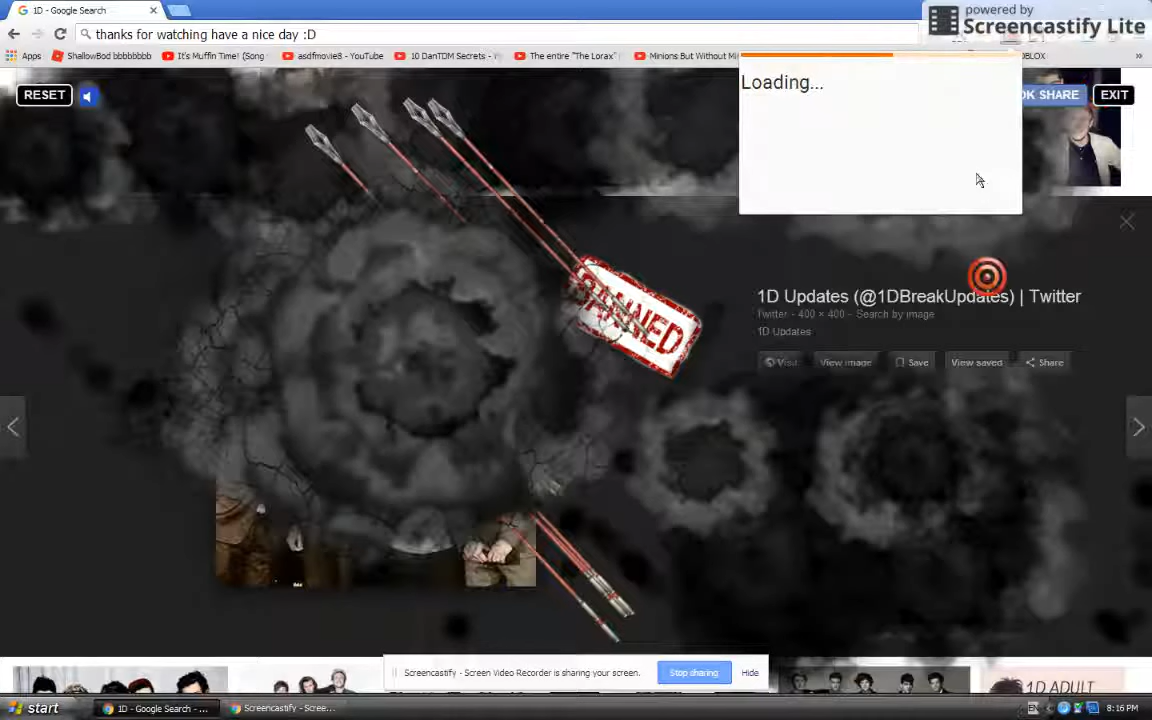 1D - Google Search
powered by
Screencastify Lite
thanks for watching have a nice day :D
Apps ShallowBod bbbbbbbb It's Muffin Time! (Song asdfmovie8 - YouTube 10 DanTDM Secrets - The entire "The Lorax" Minions But Without Mi BLOX »
RESET
Loading...
OK SHARE EXIT
BANNED
1D Updates (@1DBreakUpdates) | Twitter
Twitter - 400 × 400 - Search by image
1D Updates
Visit View image Save View saved Share
Screencastify - Screen Video Recorder is sharing your screen. Stop sharing Hide
1D ADULT
start 1D - Google Search - ... Screencastify - Scree... 8:16 PM